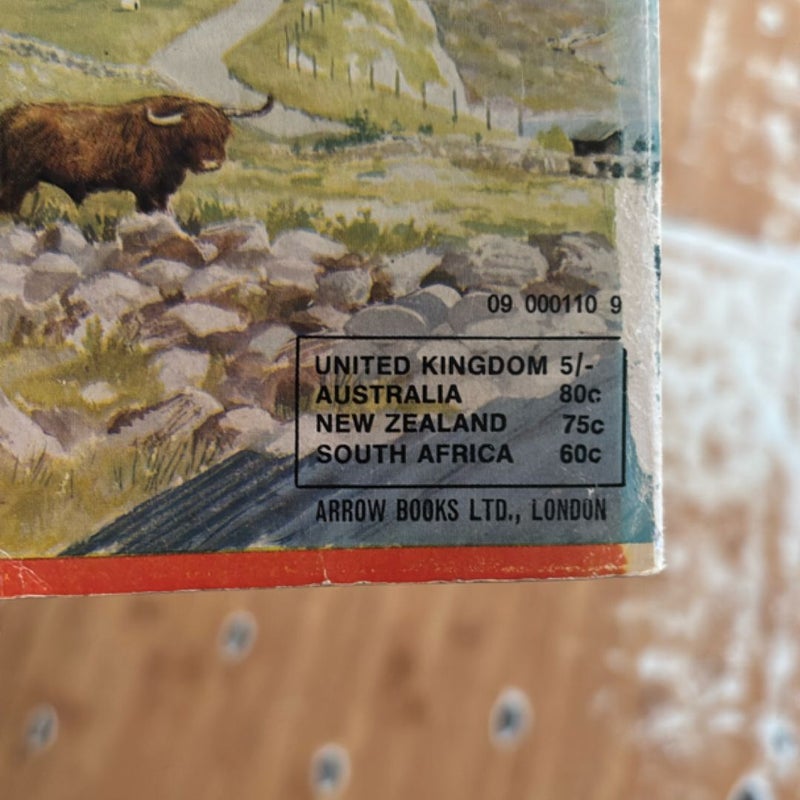 09 000110 9
UNITED KINGDOM 5/-
AUSTRALIA 80c
NEW ZEALAND 75c
SOUTH AFRICA 60c
ARROW BOOKS LTD., LONDON